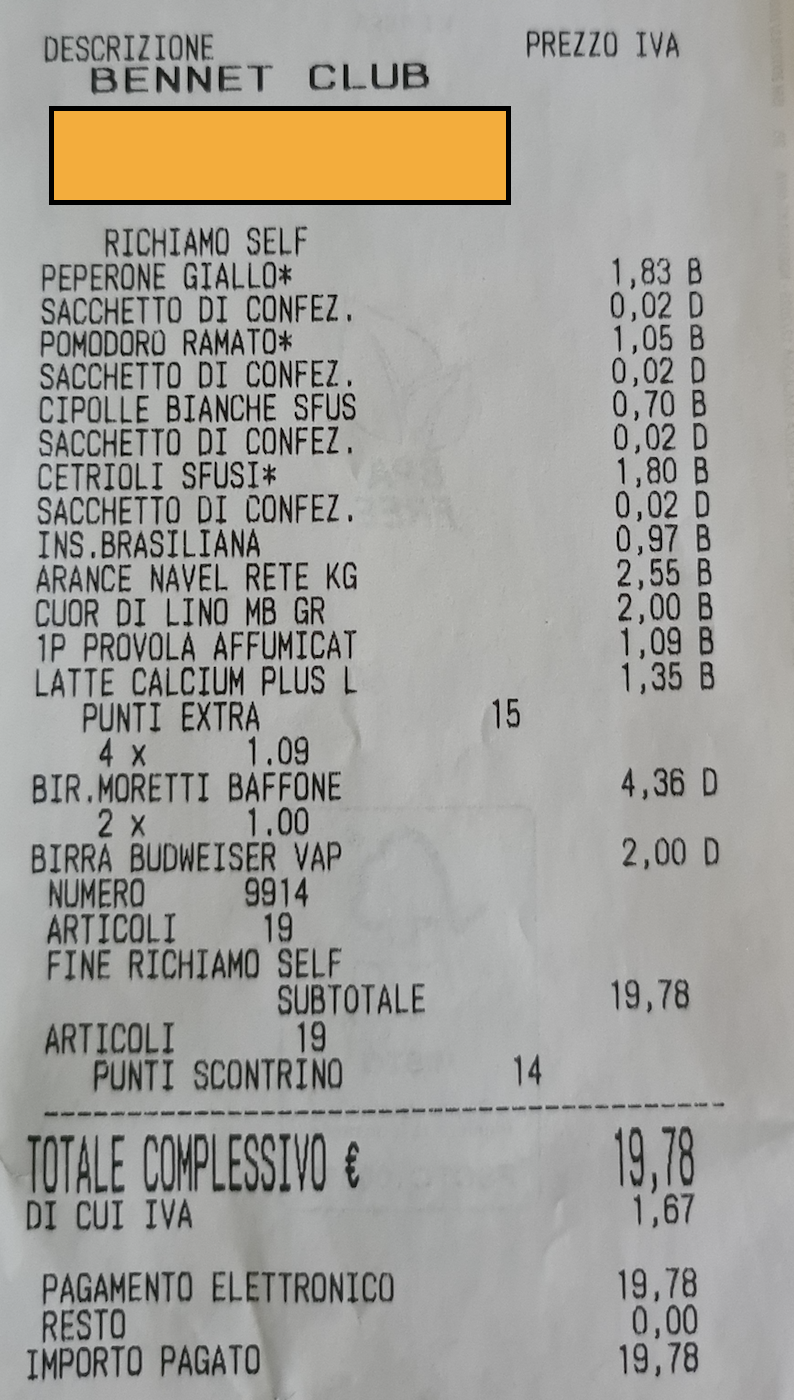 DESCRIZIONE PREZZO IVA
BENNET CLUB
RICHIAMO SELF
PEPERONE GIALLO* 1,83 B
SACCHETTO DI CONFEZ. 0,02 D
POMODORO RAMATO* 1,05 B
SACCHETTO DI CONFEZ. 0,02 D
CIPOLLE BIANCHE SFUS 0,70 B
SACCHETTO DI CONFEZ. 0,02 D
CETRIOLI SFUSI* 1,80 B
SACCHETTO DI CONFEZ. 0,02 D
INS.BRASILIANA 0,97 B
ARANCE NAVEL RETE KG 2,55 B
CUOR DI LINO MB GR 2,00 B
1P PROVOLA AFFUMICAT 1,09 B
LATTE CALCIUM PLUS L 1,35 B
PUNTI EXTRA 15
4 x 1.09
BIR.MORETTI BAFFONE 4,36 D
2 x 1.00
BIRRA BUDWEISER VAP 2,00 D
NUMERO 9914
ARTICOLI 19
FINE RICHIAMO SELF
SUBTOTALE 19,78
ARTICOLI 19
PUNTI SCONTRINO 14
TOTALE COMPLESSIVO € 19,78
DI CUI IVA 1,67
PAGAMENTO ELETTRONICO 19,78
RESTO 0,00
IMPORTO PAGATO 19,78